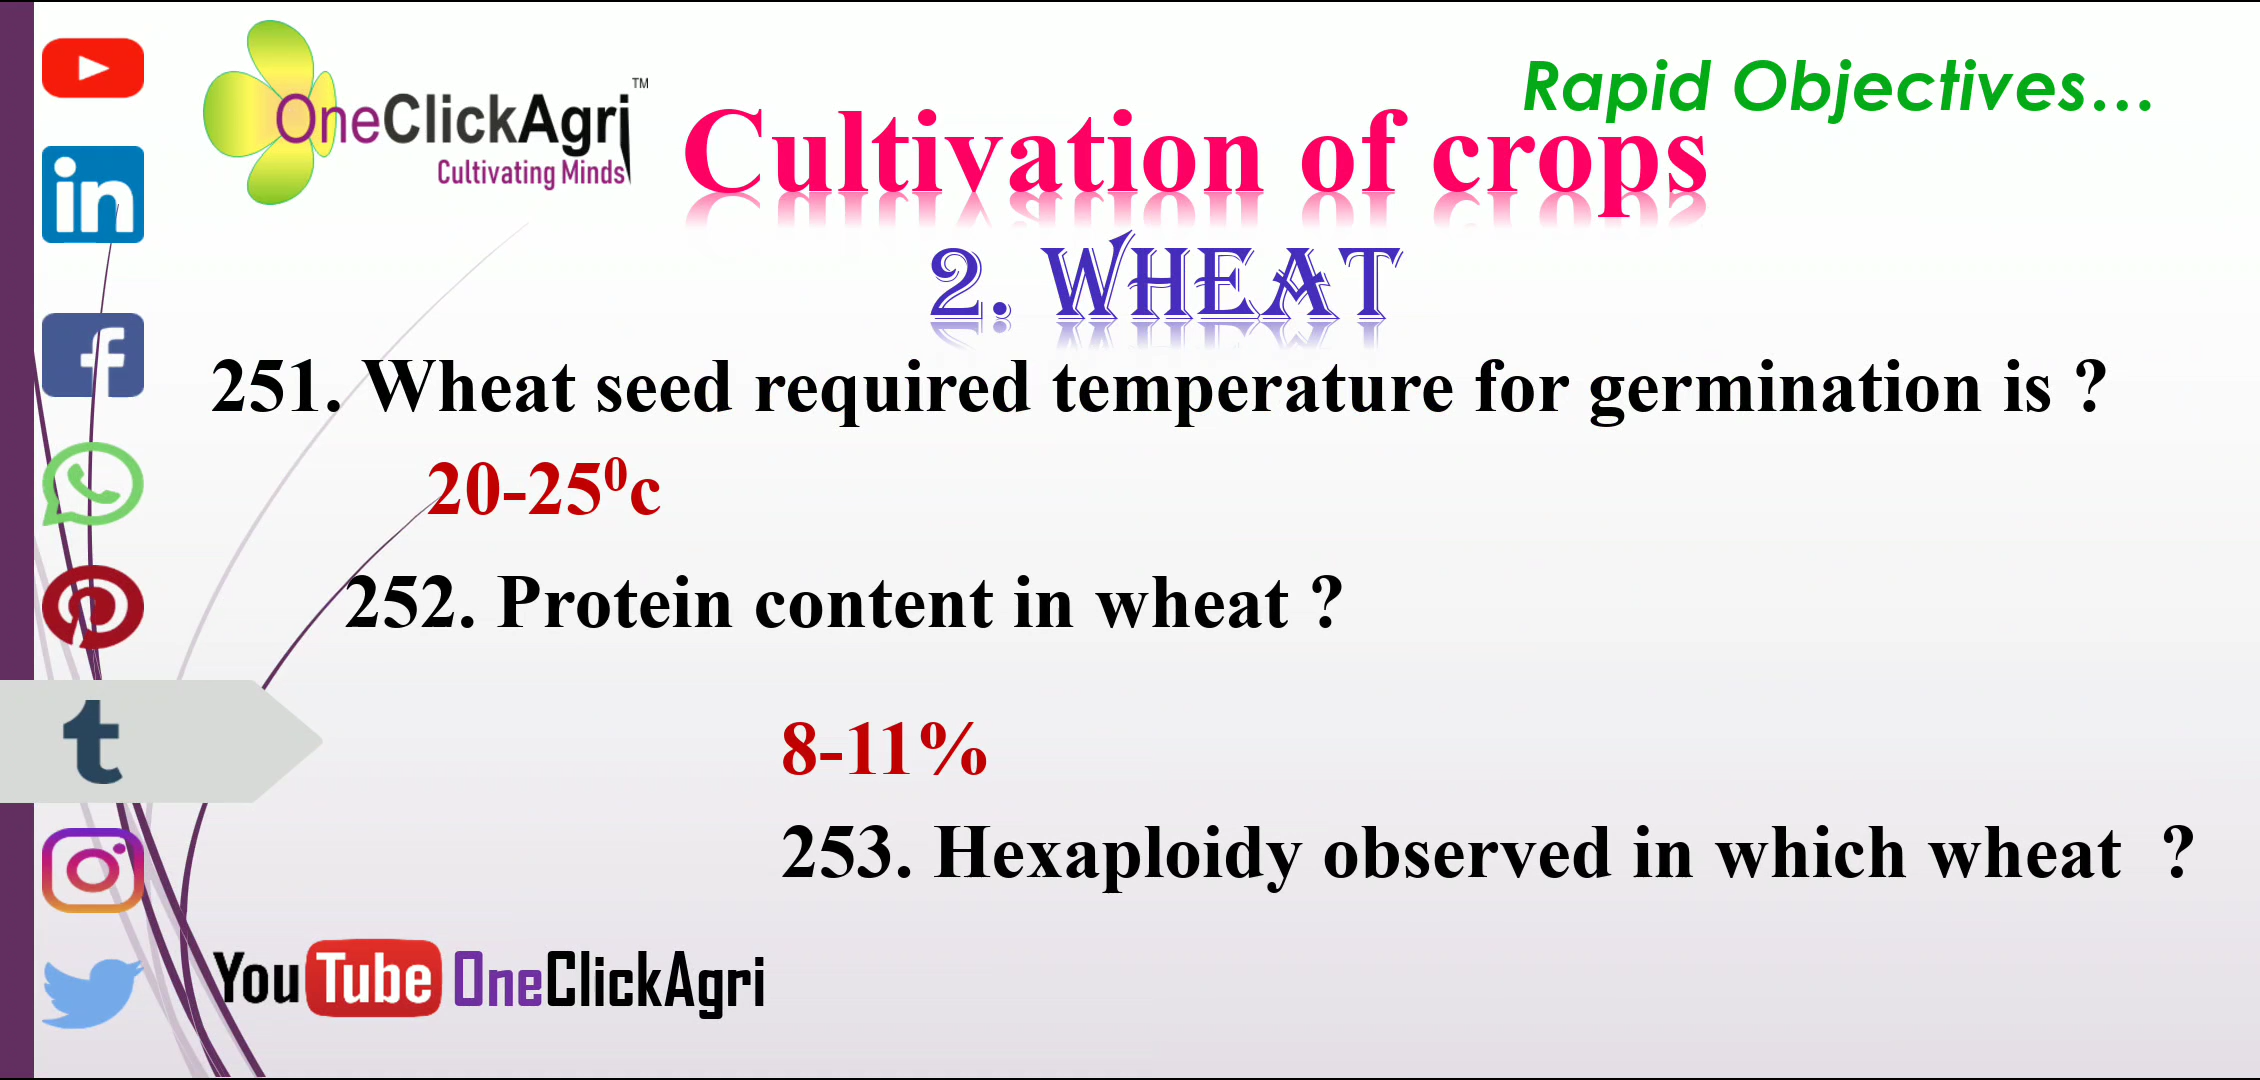 OneClickAgri™
Cultivating Minds
Rapid Objectives...
Cultivation of crops
2. WHEAT
251. Wheat seed required temperature for germination is ?
20-25⁰c
252. Protein content in wheat ?
8-11%
253. Hexaploidy observed in which wheat ?
YouTube OneClickAgri